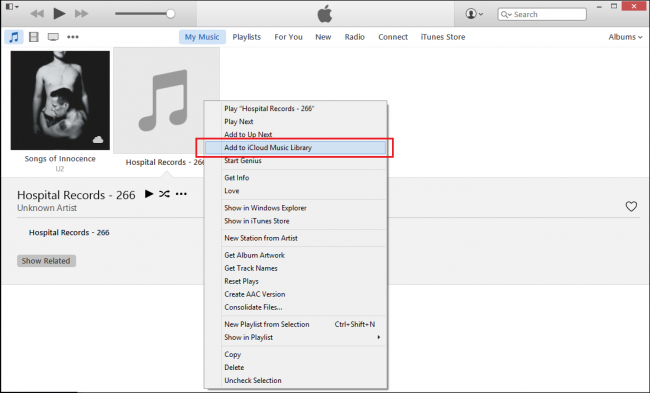 Search
My Music Playlists For You New Radio Connect iTunes Store Albums
Songs of Innocence
U2
Hospital Records - 266
Play "Hospital Records - 266"
Play Next
Add to Up Next
Add to iCloud Music Library
Start Genius
Get Info
Love
Show in Windows Explorer
Show in iTunes Store
New Station from Artist
Get Album Artwork
Get Track Names
Reset Plays
Create AAC Version
Consolidate Files...
New Playlist from Selection Ctrl+Shift+N
Show in Playlist
Copy
Delete
Uncheck Selection
Hospital Records - 266
Unknown Artist
Hospital Records - 266
Show Related